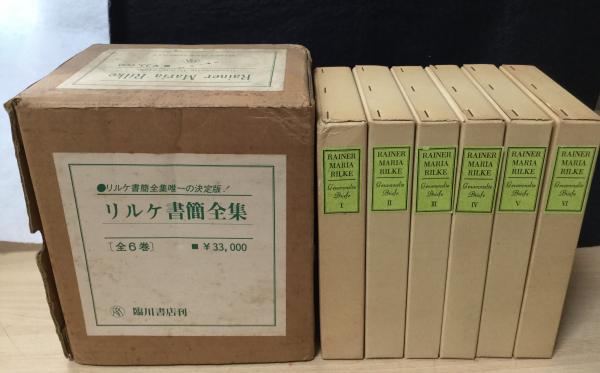 Rainer Maria Rilke
■ ¥33,000
●リルケ書簡全集唯一の決定版!
リルケ書簡全集
[全6巻]
■ ¥33,000
臨川書店刊
RAINER
MARIA
RILKE
Gesammelte
Briefe
I
RAINER
MARIA
RILKE
Gesammelte
Briefe
II
RAINER
MARIA
RILKE
Gesammelte
Briefe
III
RAINER
MARIA
RILKE
Gesammelte
Briefe
IV
RAINER
MARIA
RILKE
Gesammelte
Briefe
V
RAINER
MARIA
RILKE
Gesammelte
Briefe
VI